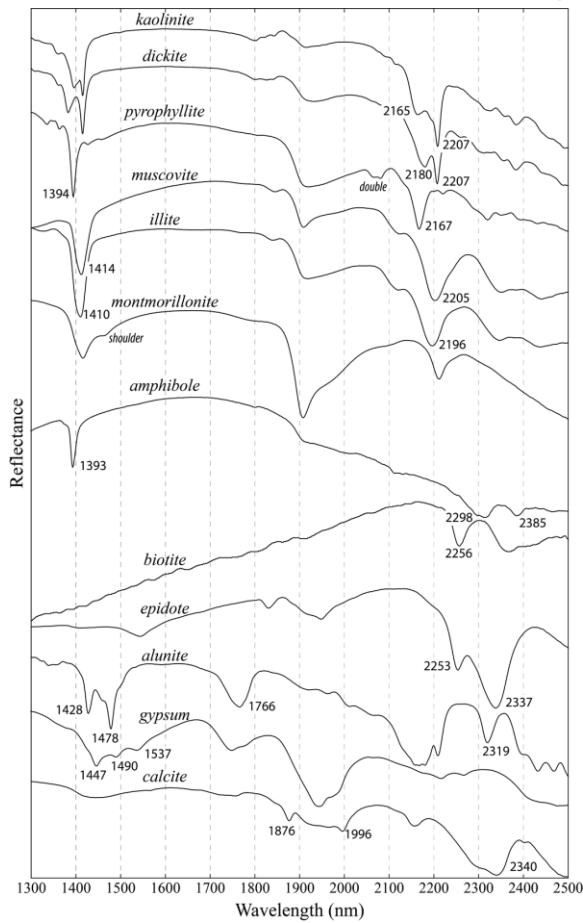 kaolinite
dickite
2165
pyrophyllite
2207
2180
1394
double
2207
muscovite
2167
illite
1414
2205
1410
montmorillonite
2196
shoulder
amphibole
Reflectance
1393
2298
2385
2256
biotite
epidote
2253
alunite
1428
1766
2337
gypsum
1478
1537
2319
1490
1447
calcite
1876
1996
2340
1300 1400 1500 1600 1700 1800 1900 2000 2100 2200 2300 2400 2500
Wavelength (nm)